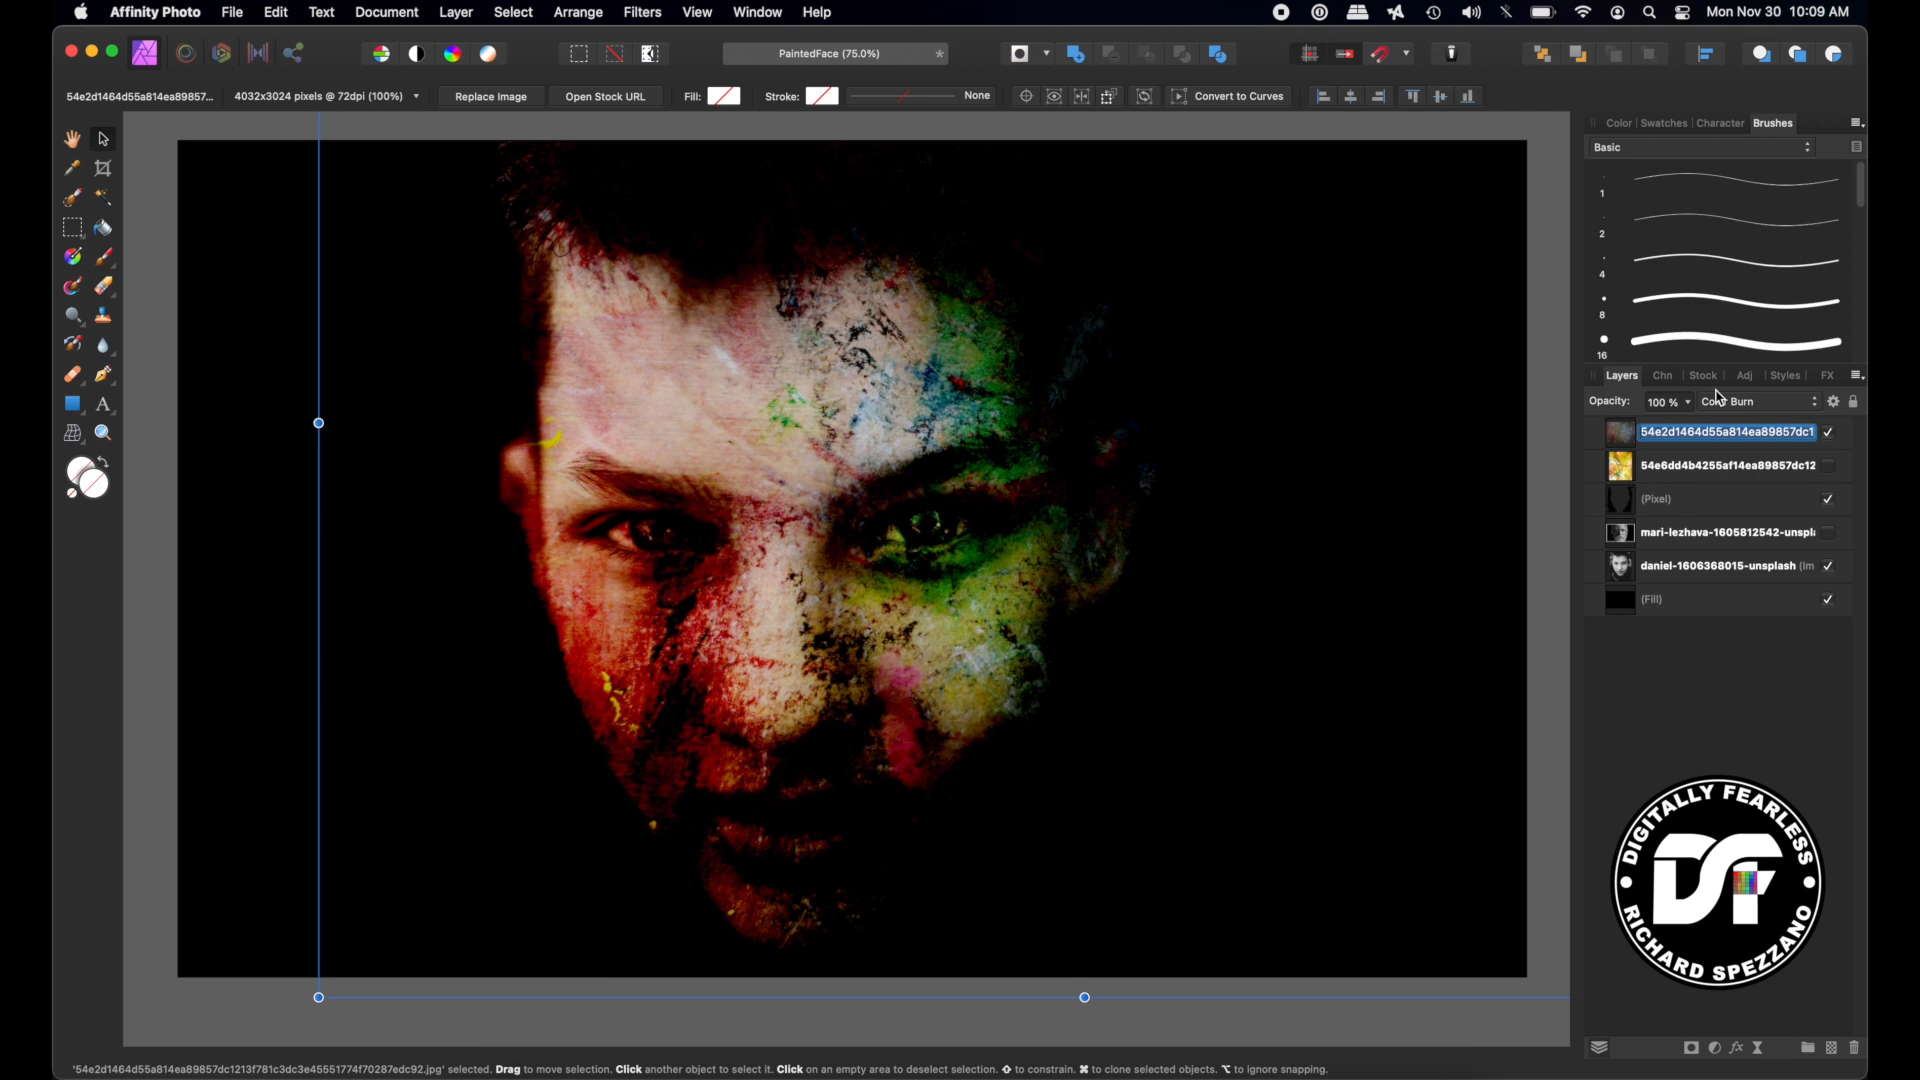 Affinity Photo File Edit Text Document Layer Select Arrange Filters View Window Help Mon Nov 30 10:09 AM
PaintedFace (75.0%) *
54e2d1464d55a814ea89857... 4032x3024 pixels @ 72dpi (100%) Replace Image Open Stock URL Fill: Stroke: None Convert to Curves
Color Swatches Character Brushes
Basic
1
2
4
8
16
Layers Chn Stock Adj Styles FX
Opacity: 100 % Burn
54e2d1464d55a814ea89857dc1
54e6dd4b4255af14ea89857dc12
(Pixel)
mari-lezhava-1605812542-unspl
daniel-1606368015-unsplash (Im
(Fill)
DIGITALLY FEARLESS
DF
RICHARD SPEZZANO
'54e2d1464d55a814ea89857dc1213f781c3dc3e45551774f70287edc92.jpg' selected. Drag to move selection. Click another object to select it. Click on an empty area to deselect selection. ⇧ to constrain. ⌘ to clone selected objects. ⌥ to ignore snapping.